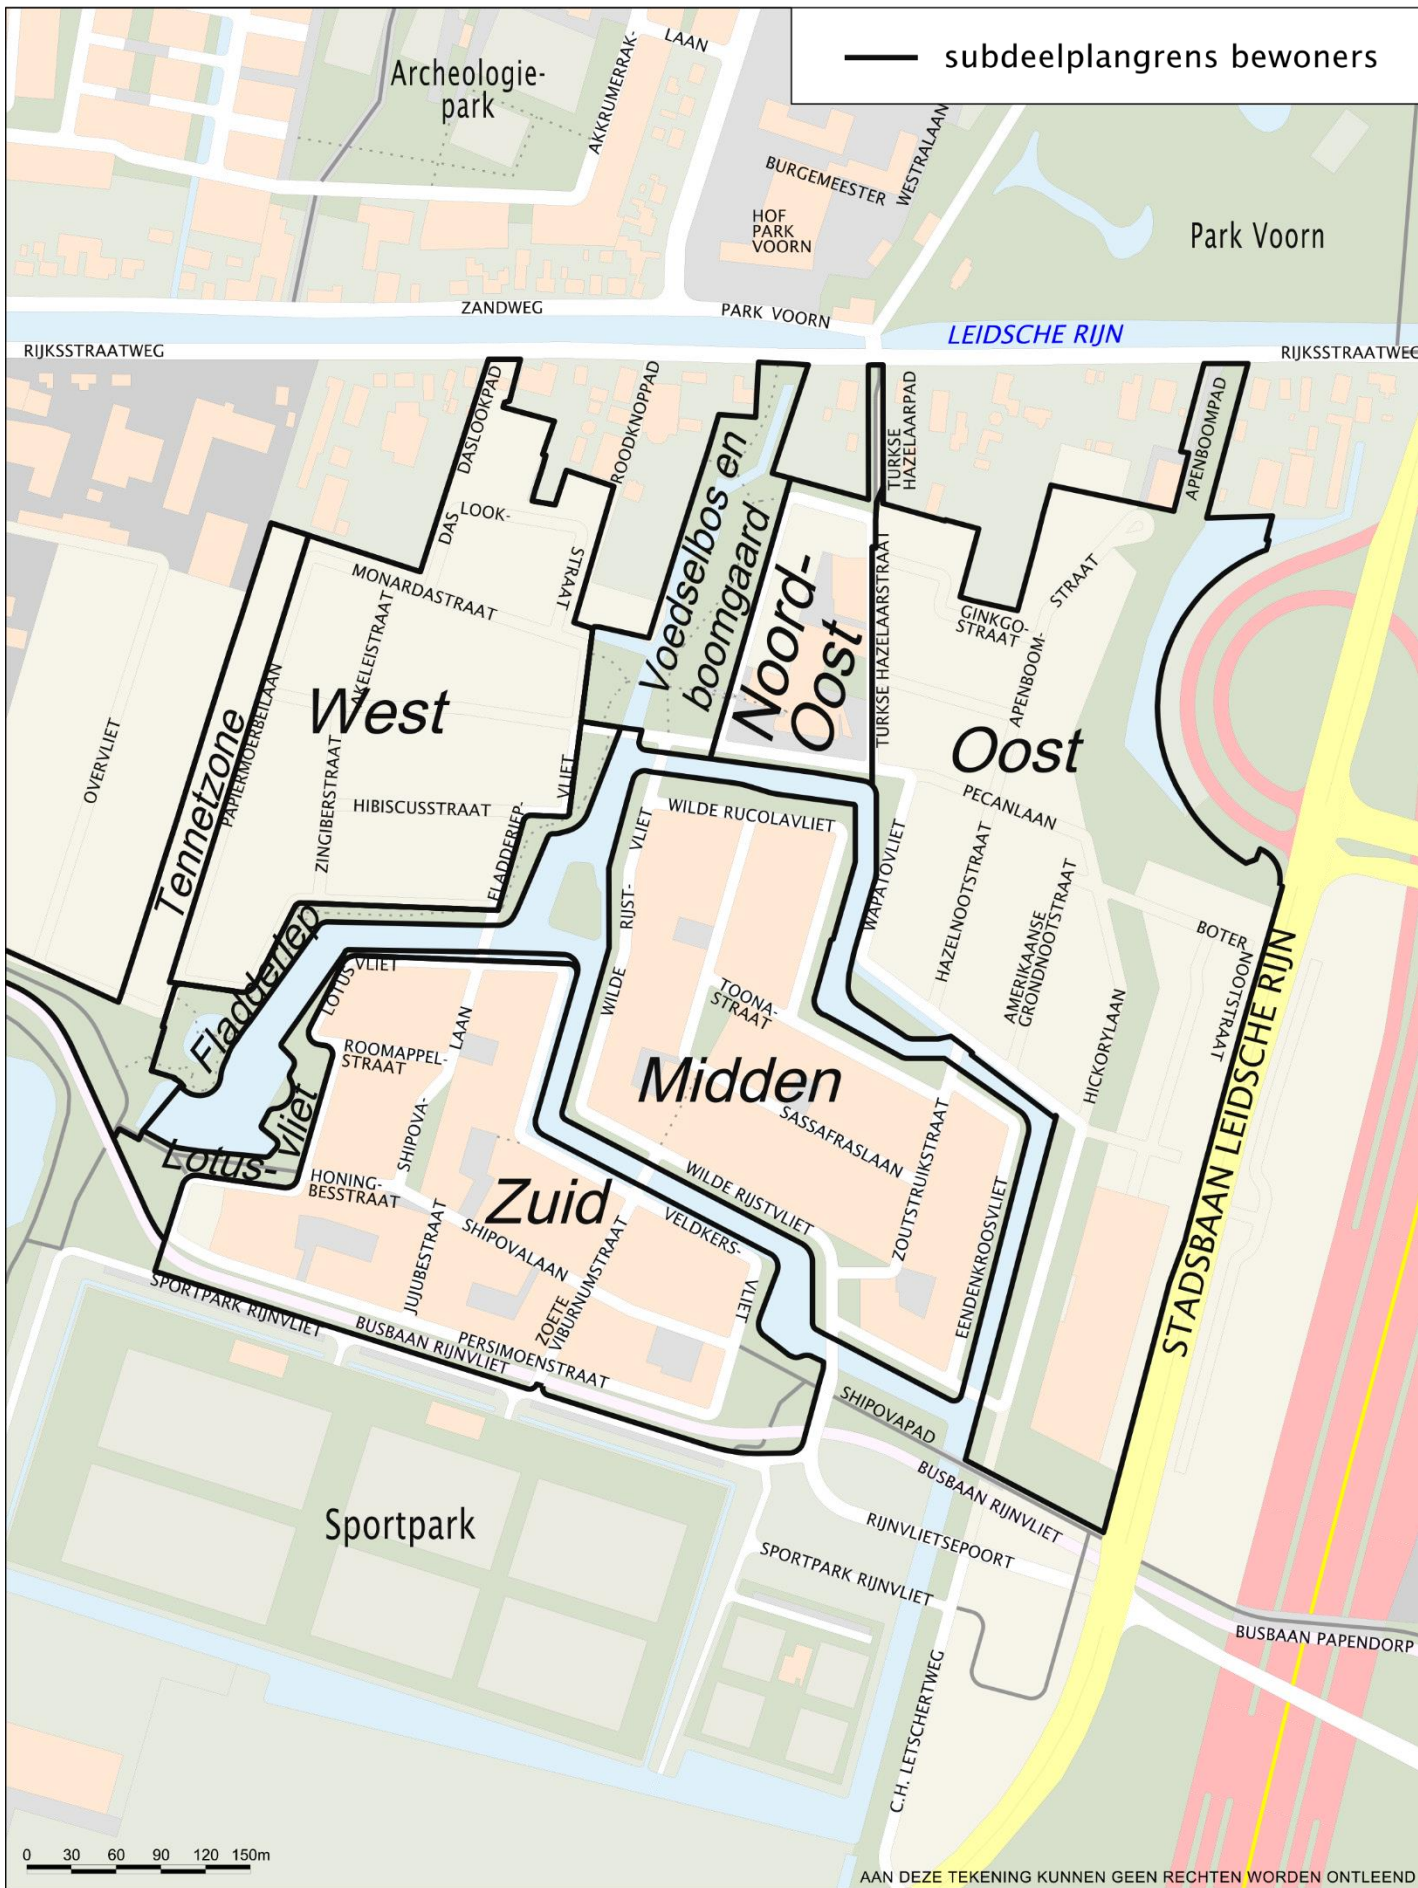 subdeelplangrens bewoners
LAAN
Archeologie-
park
AKKRUMERRAK-
BURGEMEESTER
WESTRALAAN
HOF
PARK
VOORN
Park Voorn
ZANDWEG
PARK VOORN
LEIDSCHE RIJN
RIJKSSTRAATWEG
RIJKSSTRAATWEG
DASLOOKPAD
ROODKNOPPAD
TURKSE
HAZELAARPAD
APENBOOMPAD
DAS
LOOK-
STRAAT
Voedselbos en
boomgaard
Noord-
Oost
TURKSE HAZELAARSTRAAT
MONARDASTRAAT
AKELEISTRAAT
GINKGO-
STRAAT
STRAAT
APENBOOM-
West
Oost
OVERVLIET
Tennetzone
PAPIERMOERBEILAAN
ZINGIBERSTRAAT
HIBISCUSSTRAAT
VLIET
FLADDERIEP-
WILDE RUCOLAVLIET
VLIET
RIJST-
WILDE
WAPATOVLIET
PECANLAAN
HAZELNOOTSTRAAT
AMERIKAANSE
GRONDNOOTSTRAAT
BOTER
NOOTSTRAAT
HICKORYLAAN
Fladderiep
LOTUS
VLIET
LAAN
SHIPOVA-
ROOMAPPEL-
STRAAT
TOONA-
STRAAT
Midden
SASSAFRASLAAN
ZOUTSTRUIKSTRAAT
EENDENKROOSVLIET
STADSBAAN LEIDSCHE RIJN
Lotus-
vliet
HONING-
BESSTRAAT
Zuid
WILDE RIJSTVLIET
VELDKERS-
VLIET
SHIPOVALAAN
JUJUBESTRAAT
ZOETE
VIBURNUMSTRAAT
SPORTPARK RIJNVLIET
BUSBAAN RIJNVLIET
PERSIMOENSTRAAT
SHIPOVAPAD
BUSBAAN RIJNVLIET
Sportpark
RIJNVLIETSEPOORT
SPORTPARK RIJNVLIET
BUSBAAN PAPENDORP
C.H. LETSCHERTWEG
0 30 60 90 120 150m
AAN DEZE TEKENING KUNNEN GEEN RECHTEN WORDEN ONTLEEND